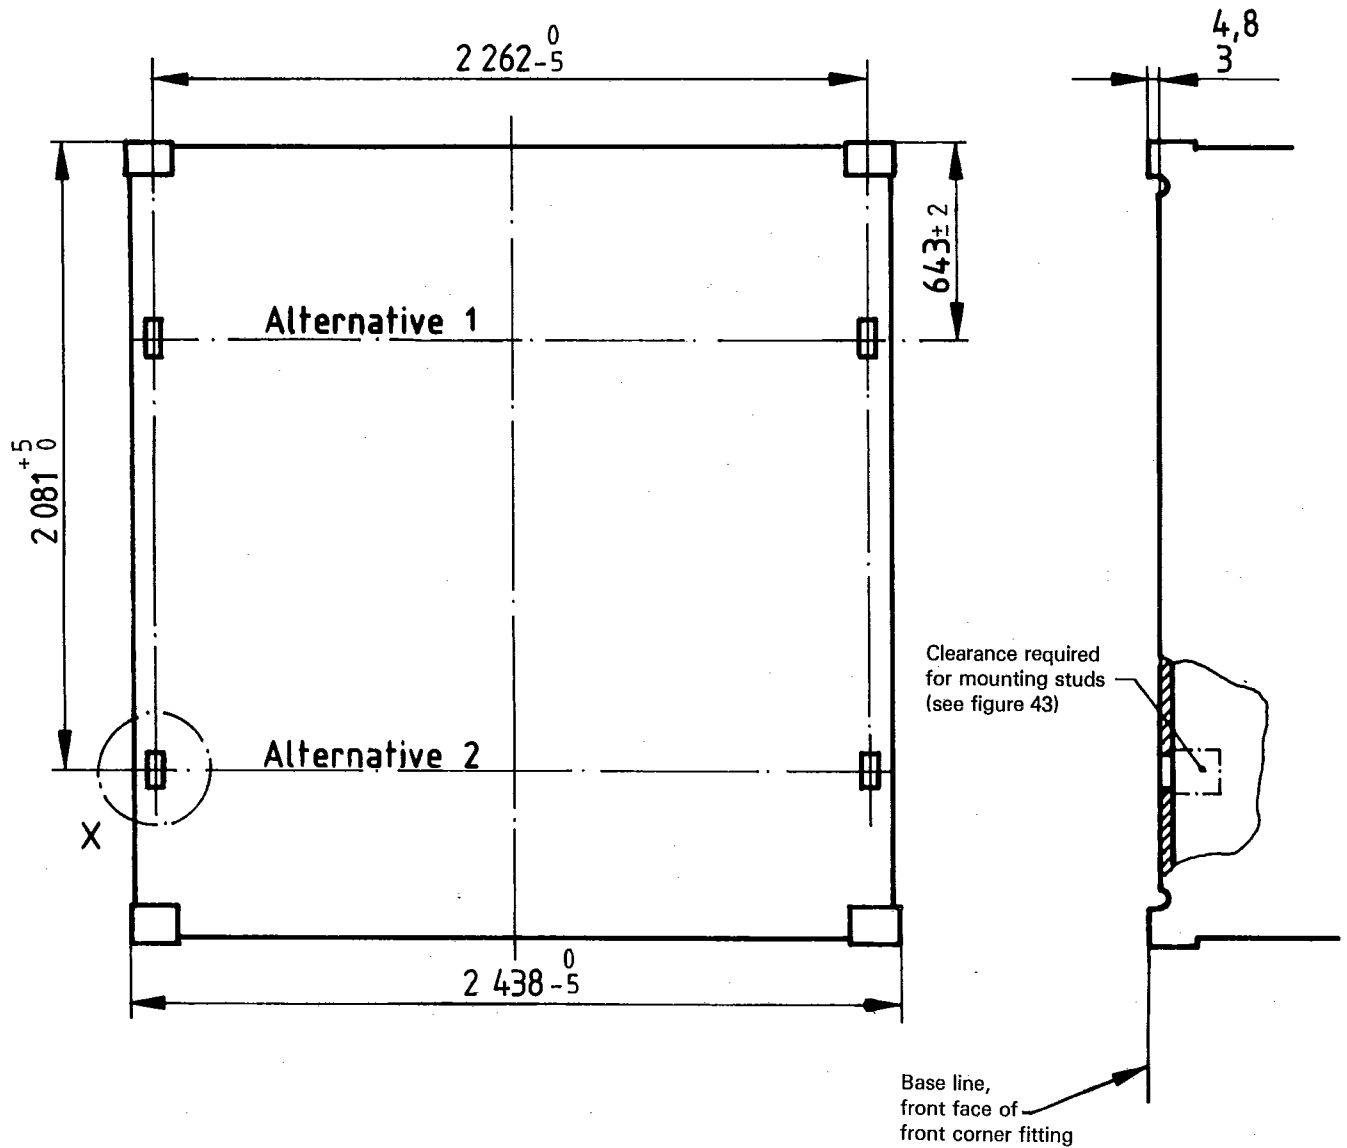 2 262 0 -5
4,8
3
643 ± 2
Alternative 1
2 081 +5 0
Clearance required
for mounting studs
(see figure 43)
Alternative 2
X
2 438 0 -5
Base line,
front face of
front corner fitting